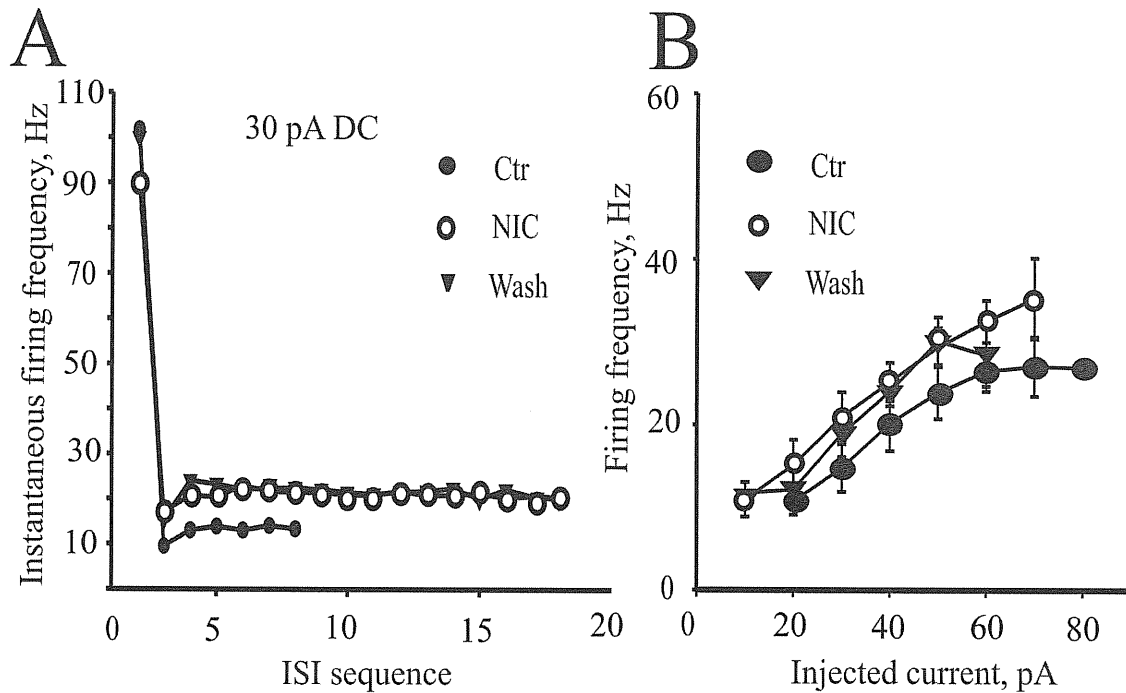 A
Instantaneous firing frequency, Hz
110
90
70
50
30
10
30 pA DC
Ctr
NIC
Wash
0
5
10
15
20
ISI sequence
B
Firing frequency, Hz
60
40
20
0
Ctr
NIC
Wash
0
20
40
60
80
Injected current, pA